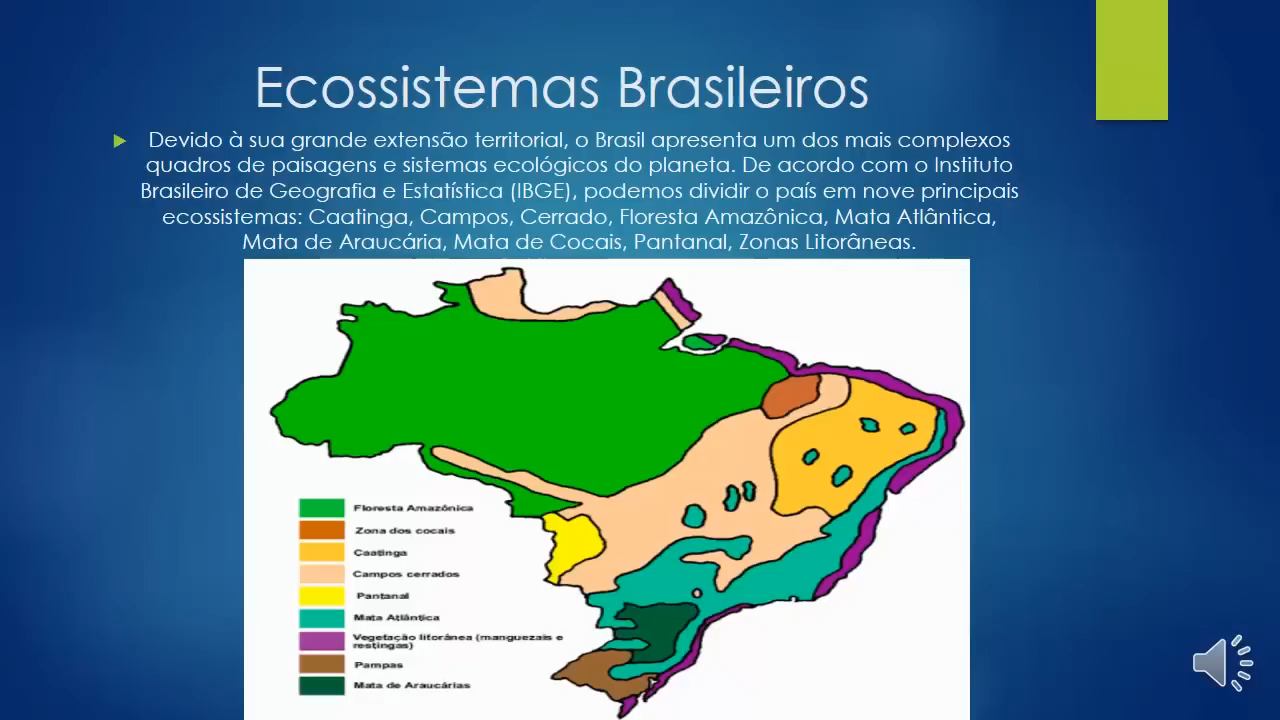 Ecossistemas Brasileiros
Devido à sua grande extensão territorial, o Brasil apresenta um dos mais complexos
quadros de paisagens e sistemas ecológicos do planeta. De acordo com o Instituto
Brasileiro de Geografia e Estatística (IBGE), podemos dividir o país em nove principais
ecossistemas: Caatinga, Campos, Cerrado, Floresta Amazônica, Mata Atlântica,
Mata de Araucária, Mata de Cocais, Pantanal, Zonas Litorâneas.
Floresta Amazônica
Zona dos cocais
Caatinga
Campos cerrados
Pantanal
Mata Atlântica
Vegetação litorânea (manguezais e
restingas)
Pampas
Mata de Araucárias